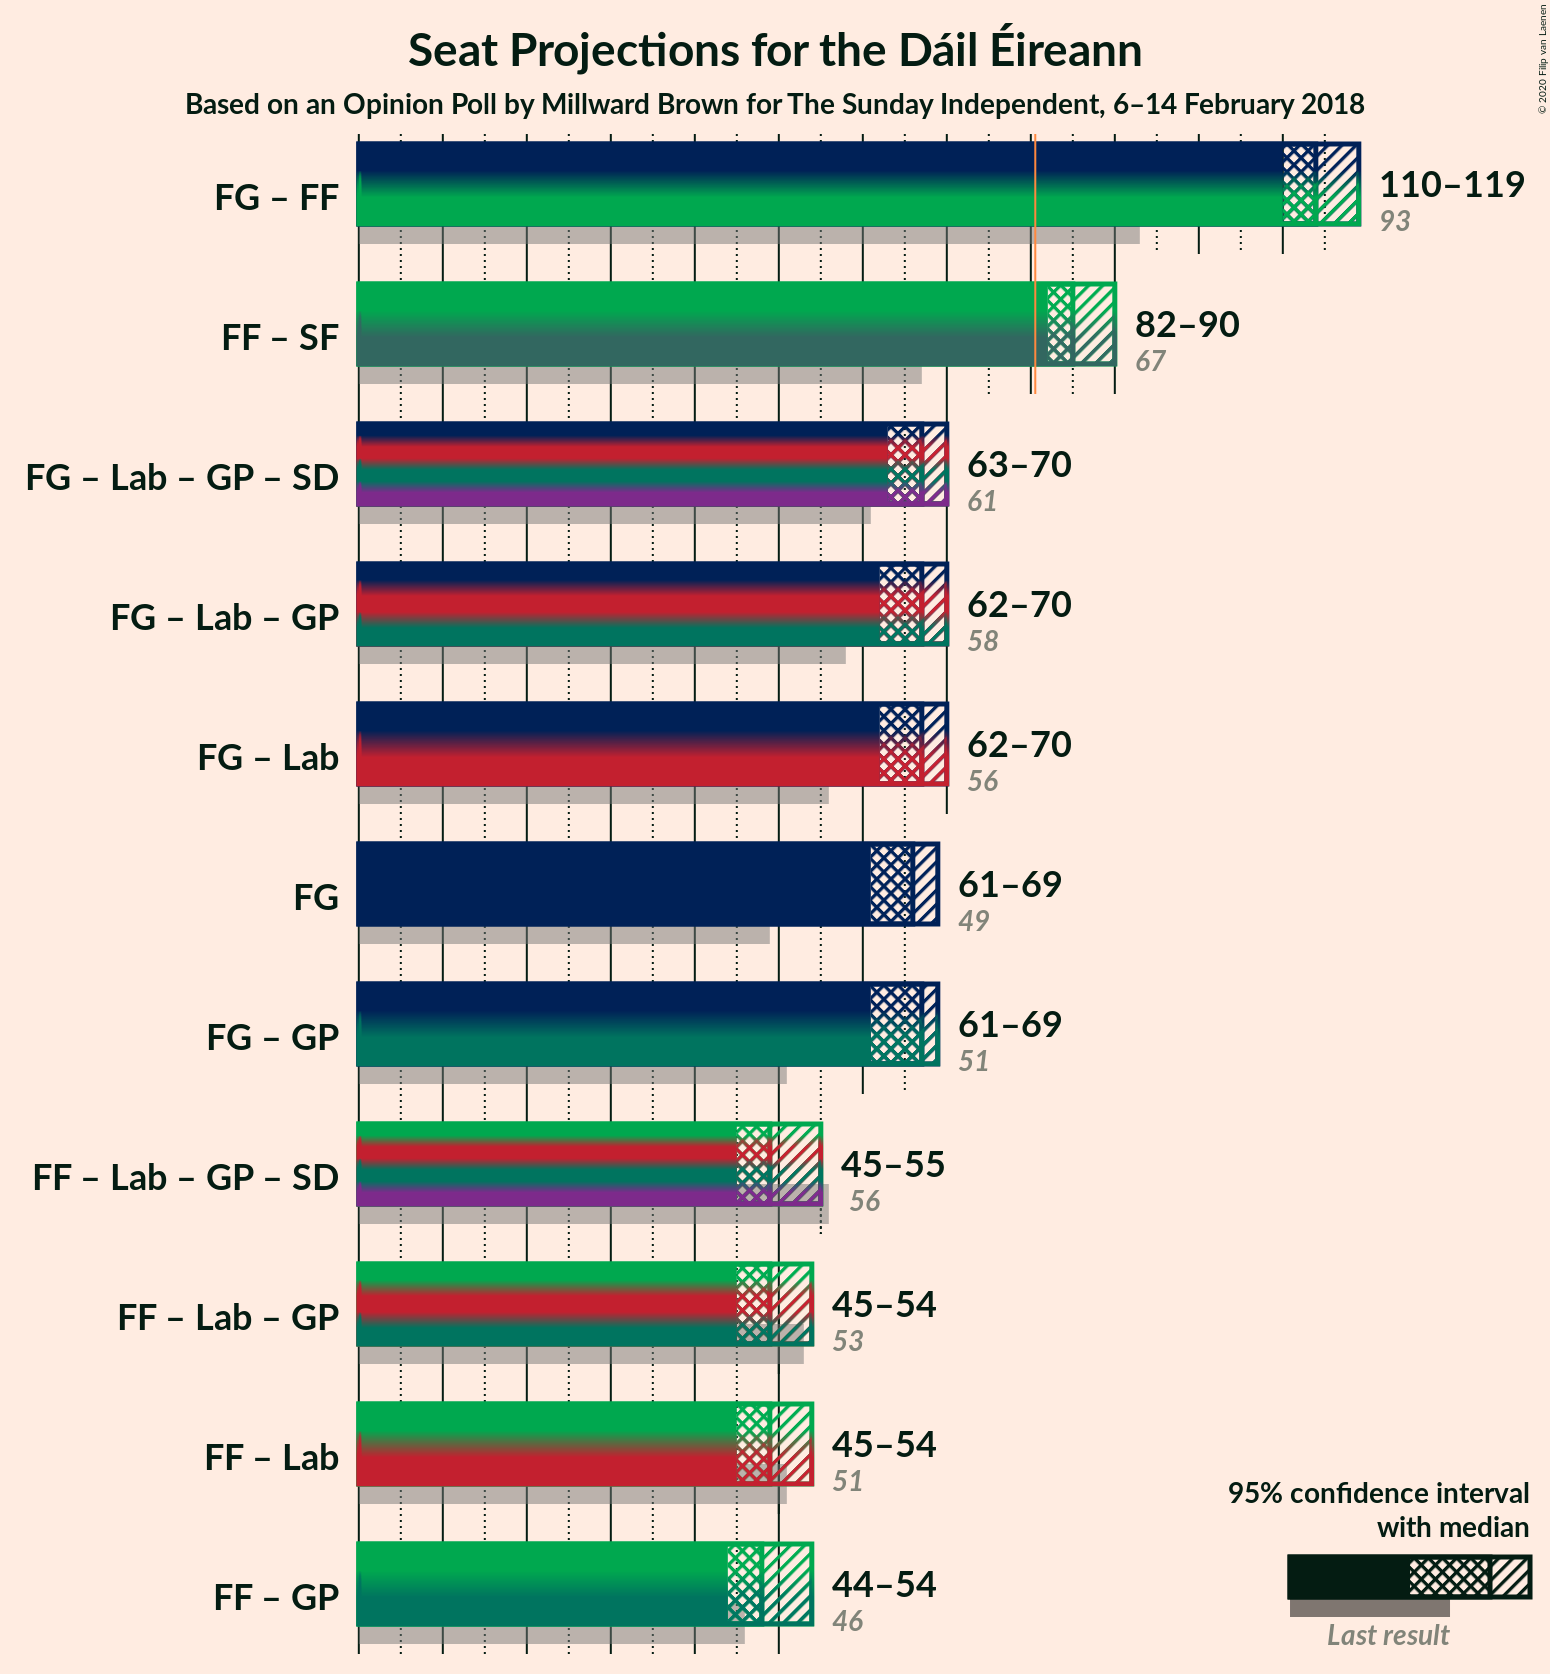 Seat Projections for the Dáil Éireann
Based on an Opinion Poll by Millward Brown for The Sunday Independent, 6–14 February 2018
© 2020 Filip van Laenen
FG – FF
110–119
93
FF – SF
82–90
67
FG – Lab – GP – SD
63–70
61
FG – Lab – GP
62–70
58
FG – Lab
62–70
56
FG
61–69
49
FG – GP
61–69
51
FF – Lab – GP – SD
45–55
56
FF – Lab – GP
45–54
53
FF – Lab
45–54
51
FF – GP
44–54
46
95% confidence interval
with median
Last result